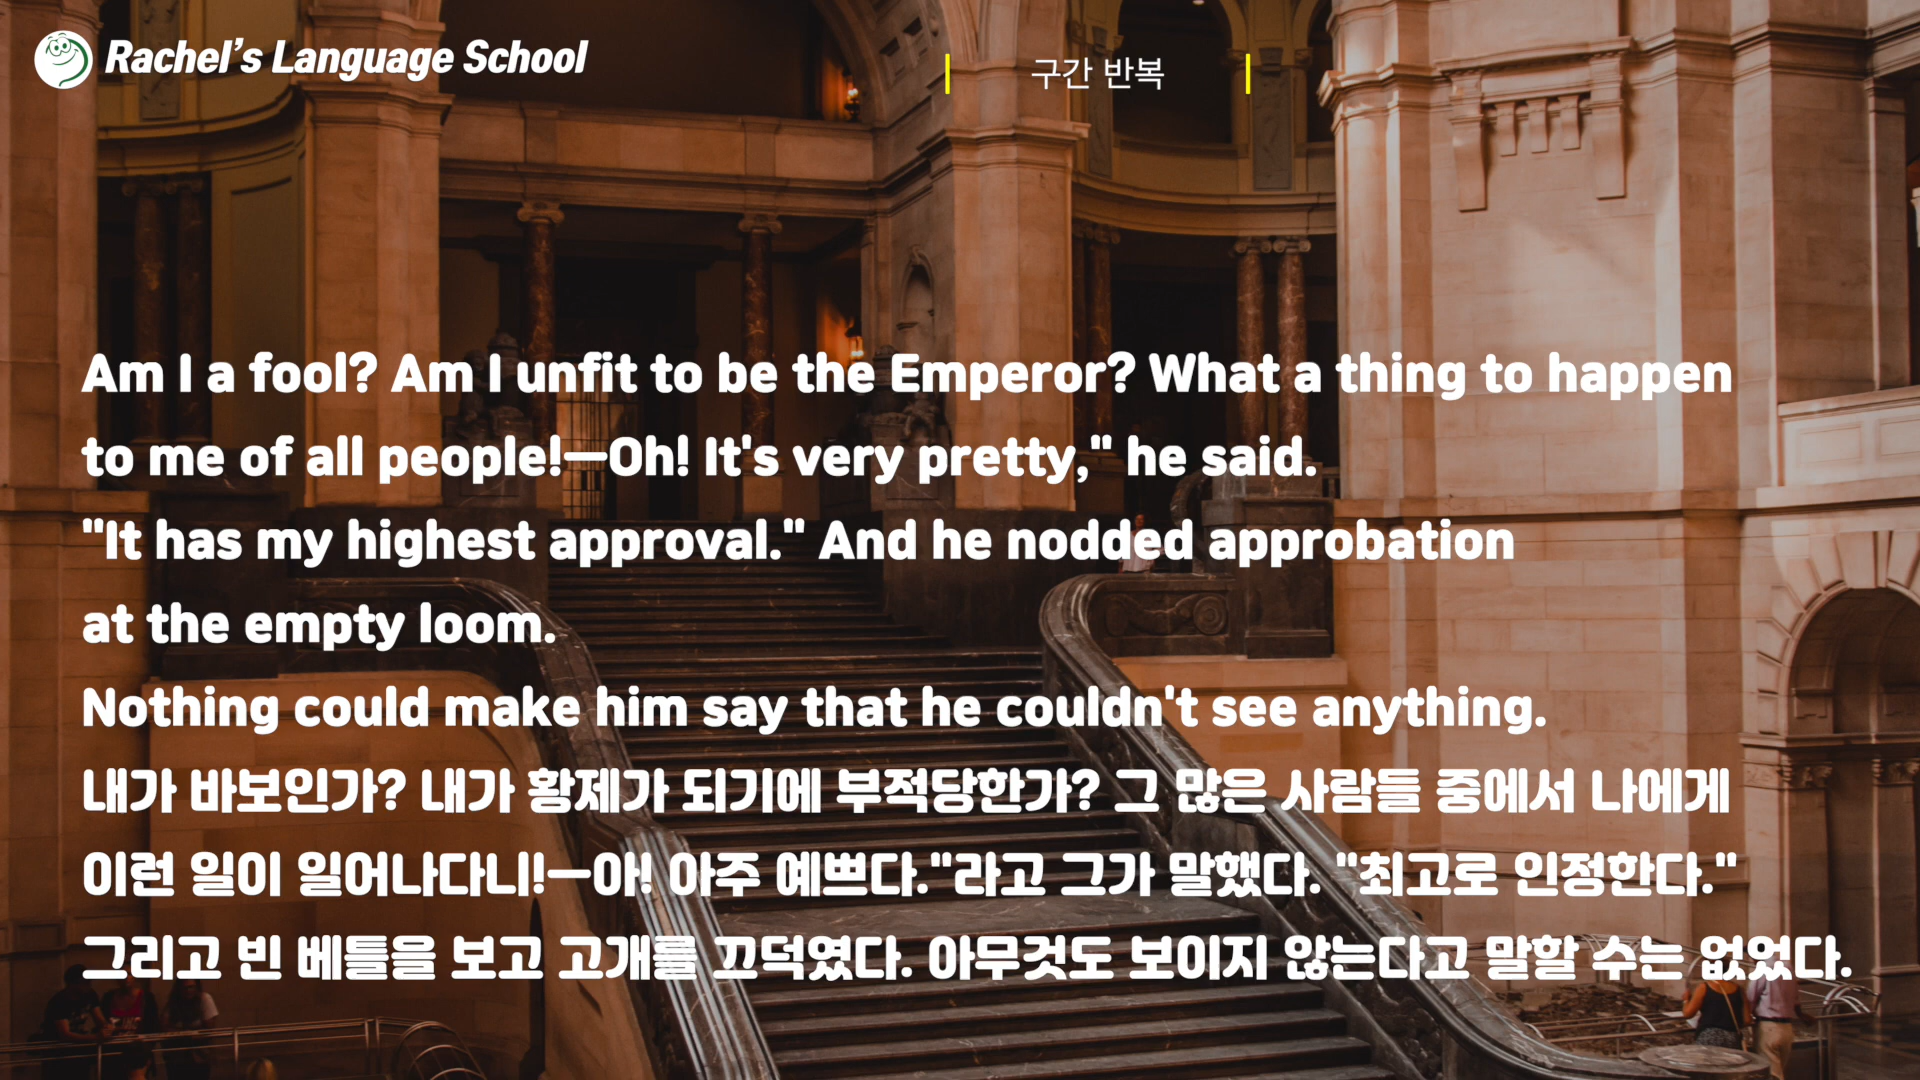 Rachel's Language School
구간 반복
Am I a fool? Am I unfit to be the Emperor? What a thing to happen
to me of all people!—Oh! It's very pretty," he said.
"It has my highest approval." And he nodded approbation
at the empty loom.
Nothing could make him say that he couldn't see anything.
내가 바보인가? 내가 황제가 되기에 부적당한가? 그 많은 사람들 중에서 나에게
이런 일이 일어나다니!—아! 아주 예쁘다."라고 그가 말했다. "최고로 인정한다."
그리고 빈 베틀을 보고 고개를 끄덕였다. 아무것도 보이지 않는다고 말할 수는 없었다.